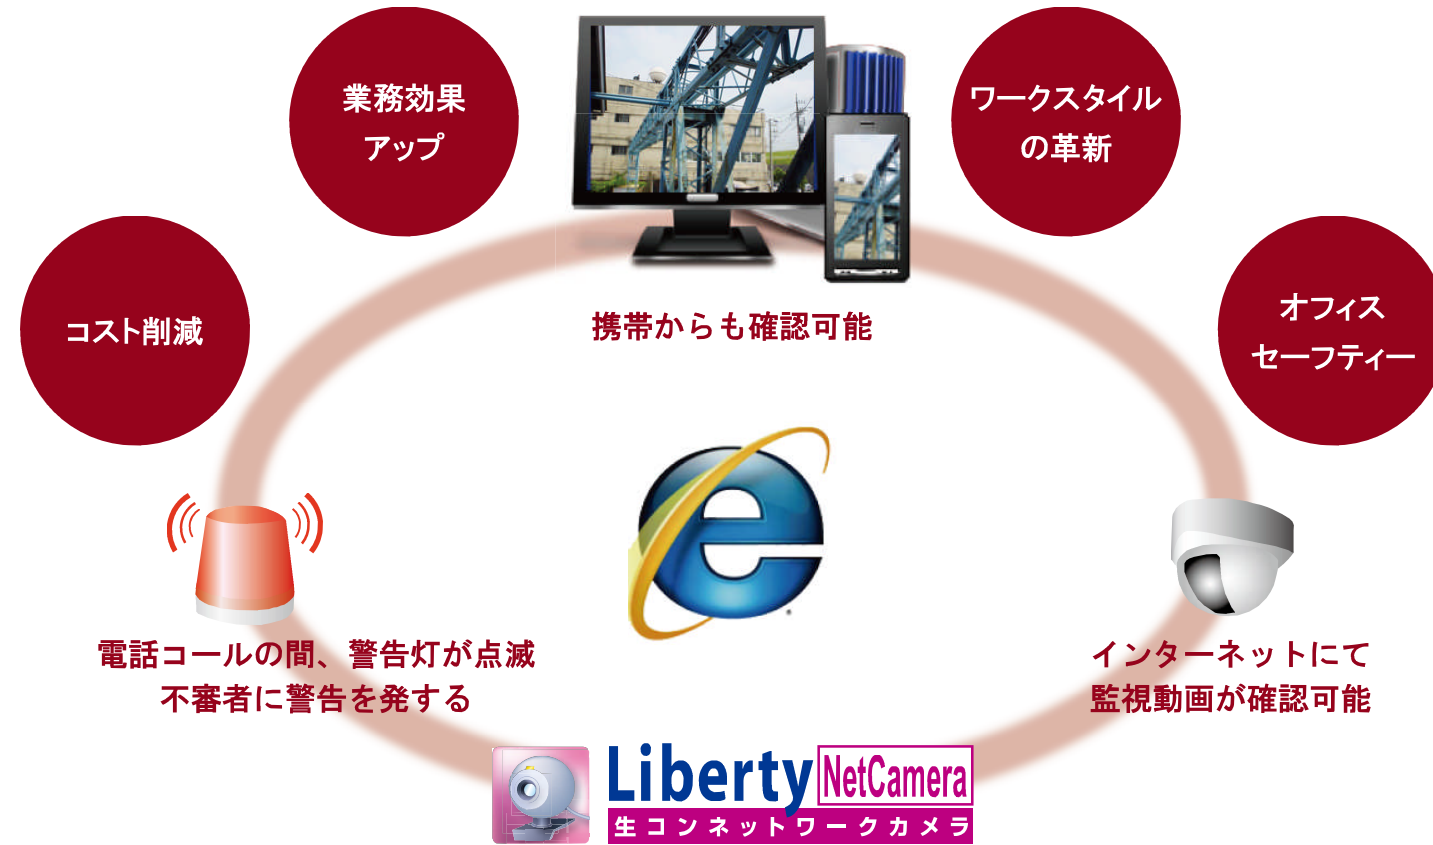 業務効果
アップ
ワークスタイル
の革新
コスト削減
オフィス
セーフティー
携帯からも確認可能
電話コールの間、警告灯が点滅
不審者に警告を発する
インターネットにて
監視動画が確認可能
Liberty NetCamera
生コンネットワークカメラ